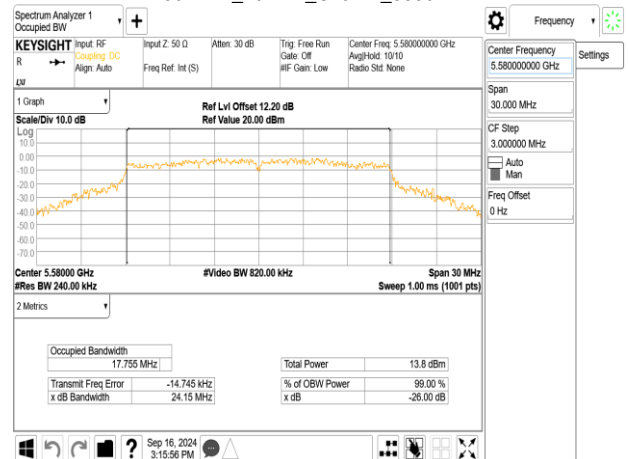 Spectrum Analyzer 1
Occupied BW
Frequency
KEYSIGHT
R
LXI
Input: RF
Coupling: DC
Align: Auto
Input Z: 50 Ω
Freq Ref: Int (S)
Atten: 30 dB
Trig: Free Run
Gate: Off
#IF Gain: Low
Center Freq: 5.580000000 GHz
Avg|Hold: 10/10
Radio Std: None
Center Frequency
5.580000000 GHz
Settings
Span
30.000 MHz
CF Step
3.000000 MHz
Auto
Man
Freq Offset
0 Hz
1 Graph
Scale/Div 10.0 dB
Ref Lvl Offset 12.20 dB
Ref Value 20.00 dBm
Log
10.0
0.00
-10.0
-20.0
-30.0
-40.0
-50.0
-60.0
-70.0
Center 5.58000 GHz
#Res BW 240.00 kHz
#Video BW 820.00 kHz
Span 30 MHz
Sweep 1.00 ms (1001 pts)
2 Metrics
Occupied Bandwidth
17.755 MHz
Transmit Freq Error -14.745 kHz
x dB Bandwidth 24.15 MHz
Total Power 13.8 dBm
% of OBW Power 99.00 %
x dB -26.00 dB
?
Sep 16, 2024
3:15:56 PM